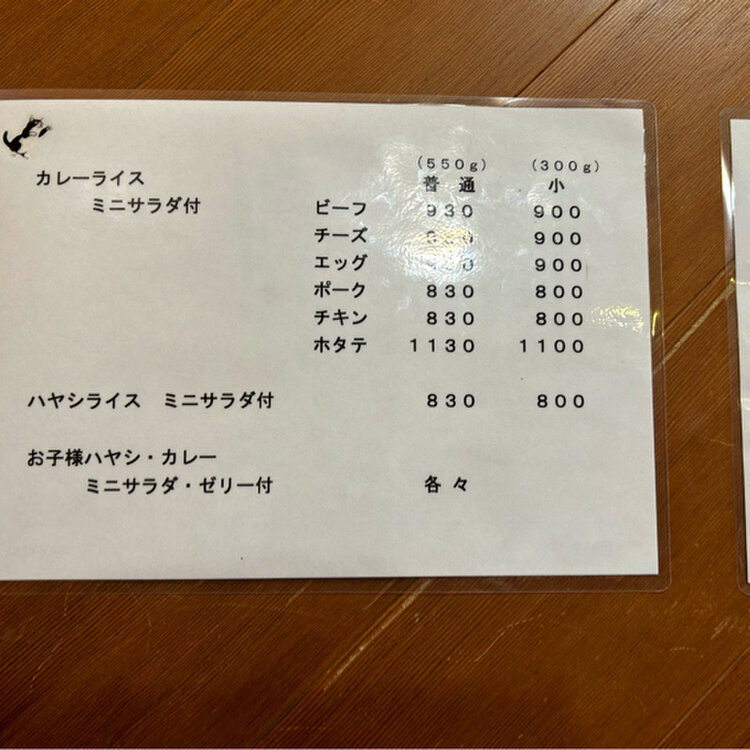 （５５０ｇ） （３００ｇ）
カレーライス 普　通 小
ミニサラダ付 ビーフ ９３０ ９００
チーズ ９００
エッグ ９００
ポーク ８３０ ８００
チキン ８３０ ８００
ホタテ １１３０ １１００
ハヤシライス　ミニサラダ付 ８３０ ８００
お子様ハヤシ・カレー
ミニサラダ・ゼリー付 各々